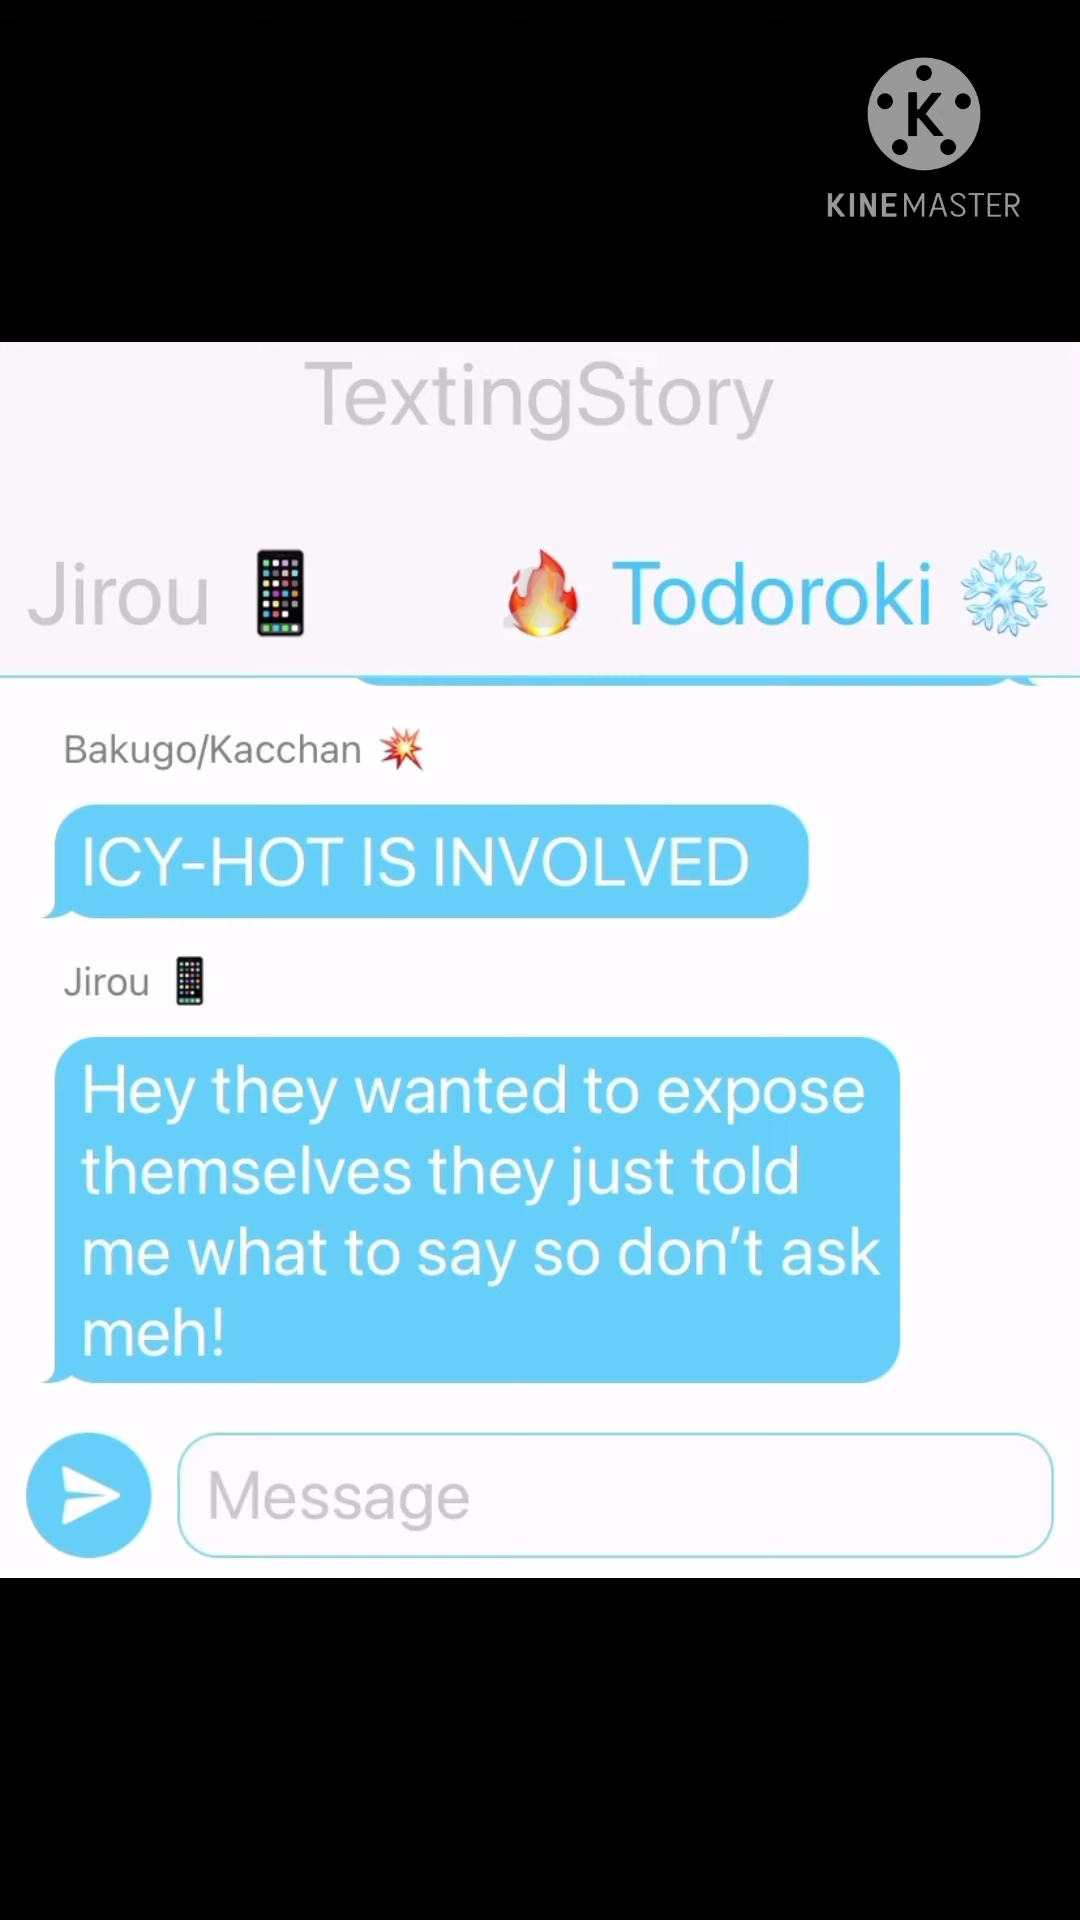 KINEMASTER
TextingStory
Jirou 📱 🔥 Todoroki ❄️
Bakugo/Kacchan 💥
ICY-HOT IS INVOLVED
Jirou 📱
Hey they wanted to expose
themselves they just told
me what to say so don’t ask
meh!
Message